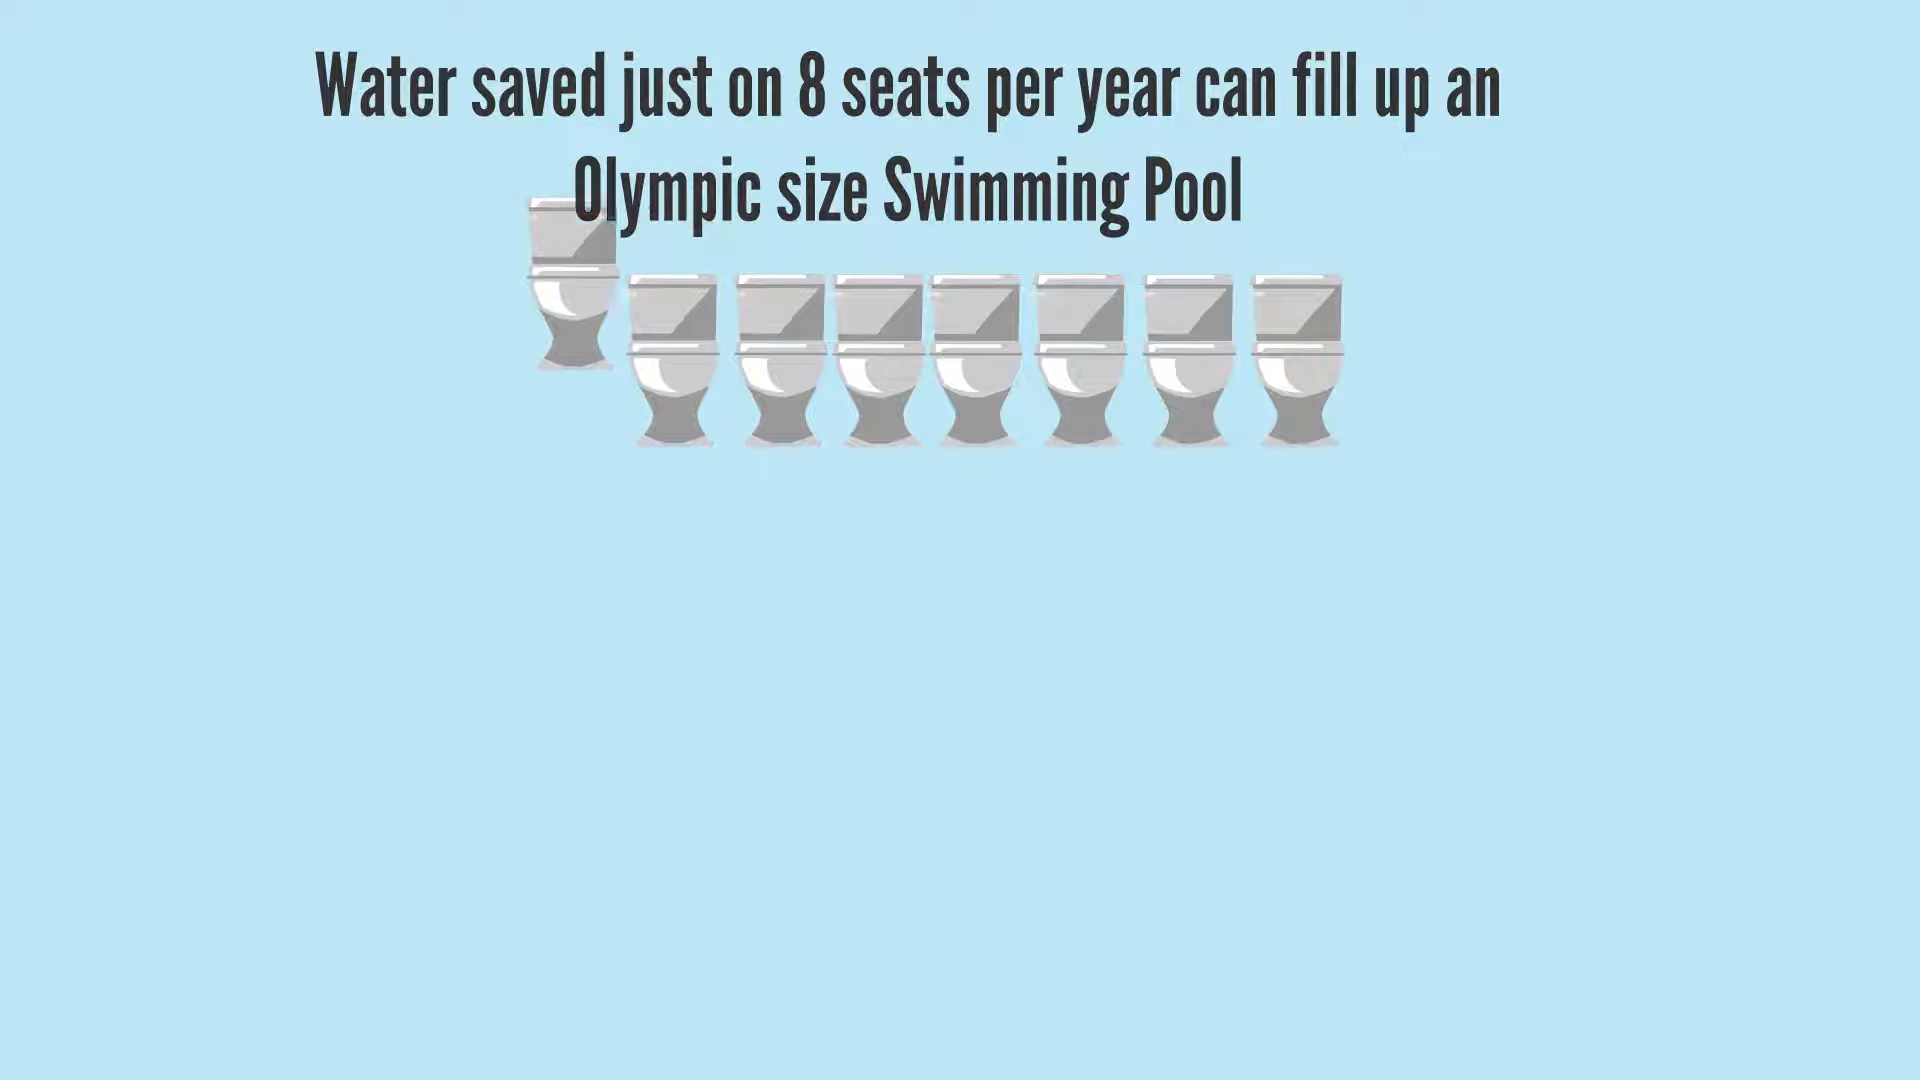 Water saved just on 8 seats per year can fill up an
Olympic size Swimming Pool